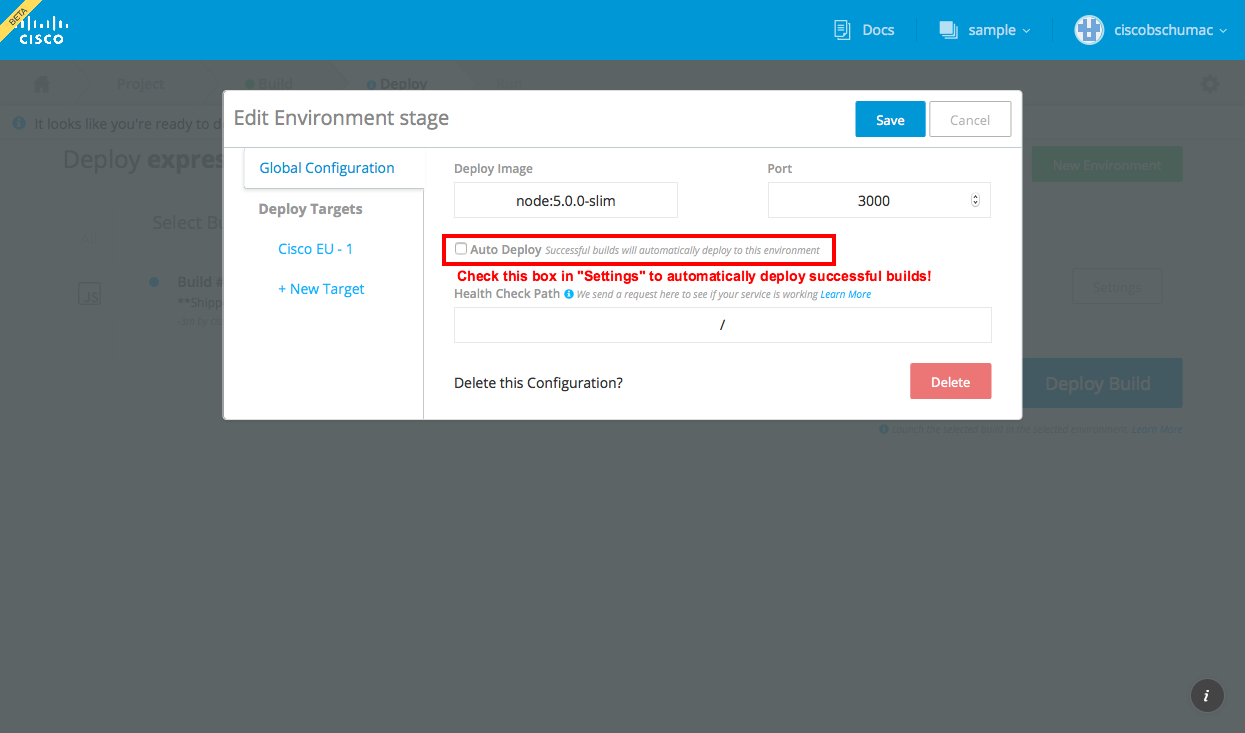 BETA
CISCO
Docs
sample
ciscobschumac
Project
Build
Deploy
Run
It looks like you're ready to d
Deploy expres
New Environment
Select Bu
All
Build #
**Shipp
JS
Settings
Deploy Build
Launch the selected build in the selected environment. Learn More
Edit Environment stage
Save
Cancel
Global Configuration
Deploy Targets
Cisco EU - 1
+ New Target
Deploy Image
Port
node:5.0.0-slim
3000
Auto Deploy Successful builds will automatically deploy to this environment
Check this box in "Settings" to automatically deploy successful builds!
Health Check Path i We send a request here to see if your service is working Learn More
/
Delete this Configuration?
Delete
i